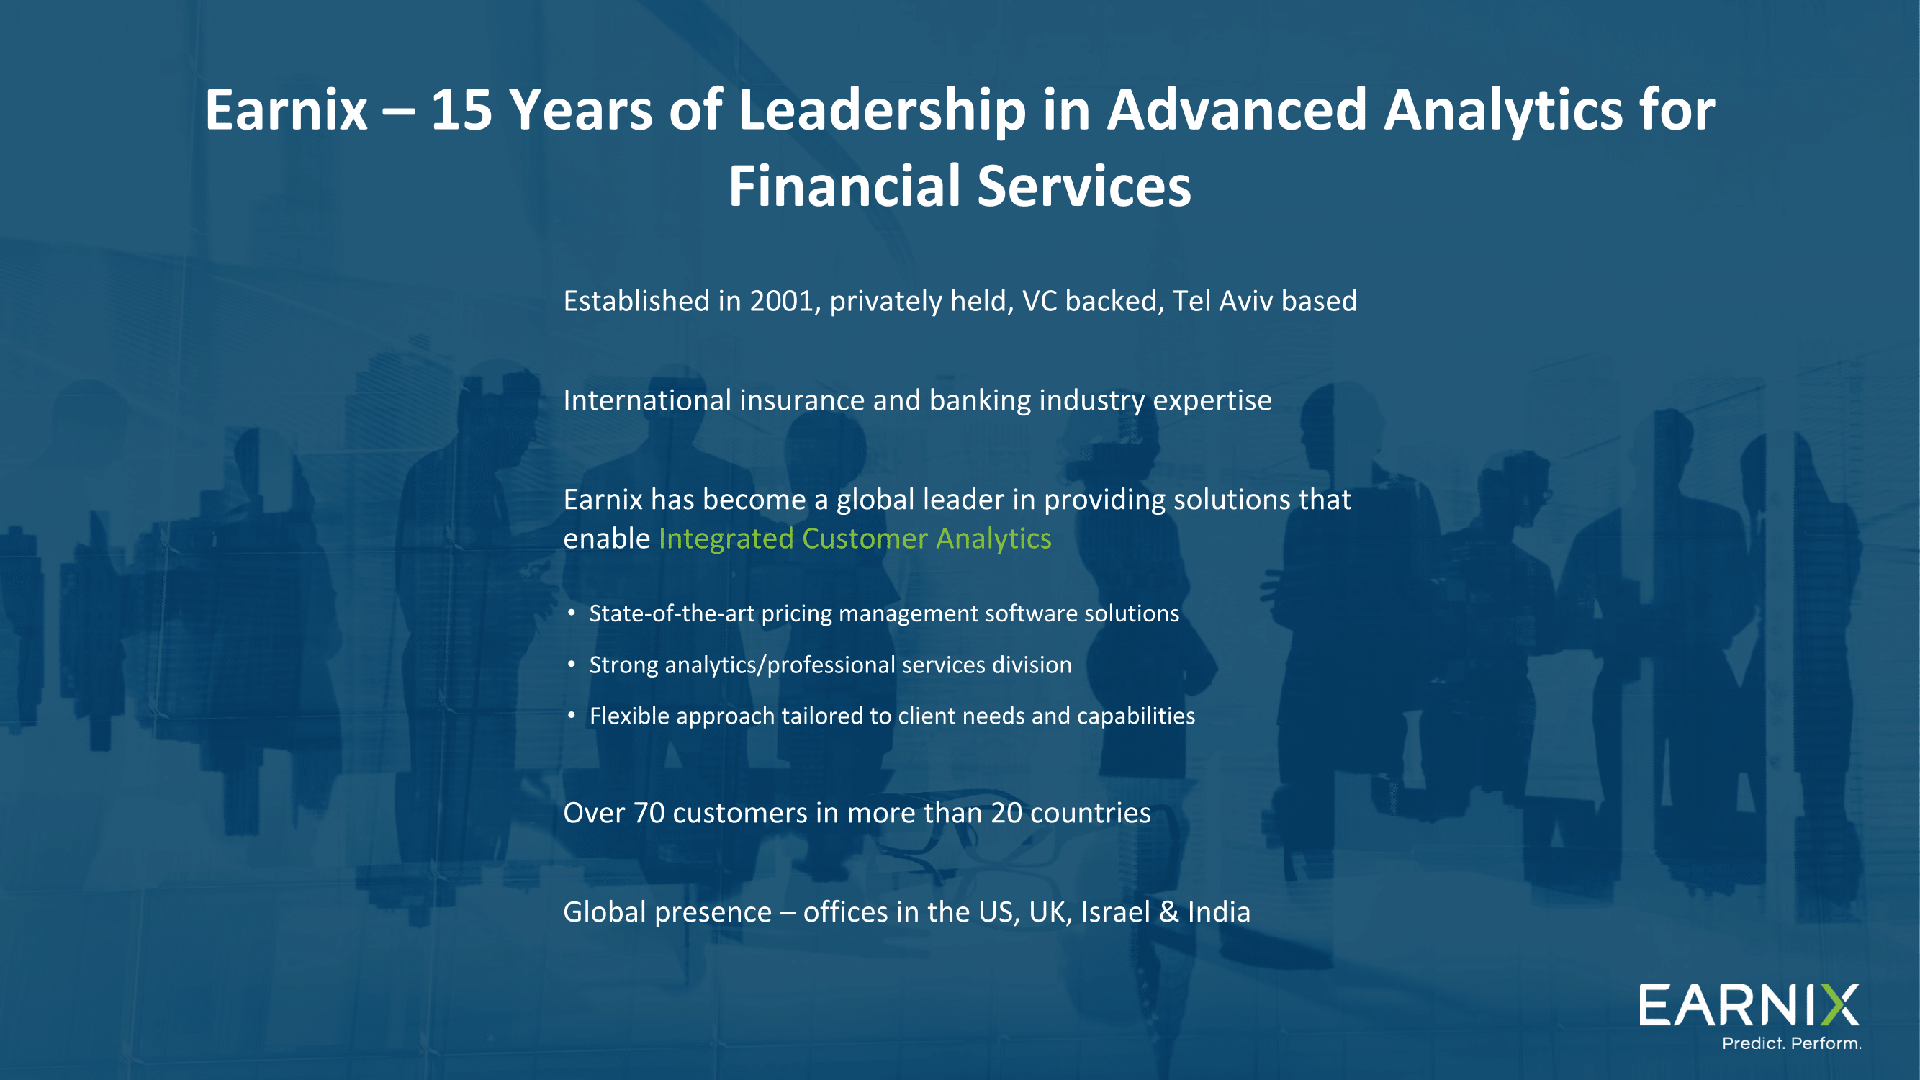 Earnix – 15 Years of Leadership in Advanced Analytics for
Financial Services
Established in 2001, privately held, VC backed, Tel Aviv based
International insurance and banking industry expertise
Earnix has become a global leader in providing solutions that
enable Integrated Customer Analytics
• State-of-the-art pricing management software solutions
• Strong analytics/professional services division
• Flexible approach tailored to client needs and capabilities
Over 70 customers in more than 20 countries
Global presence – offices in the US, UK, Israel & India
EARNIX
Predict. Perform.